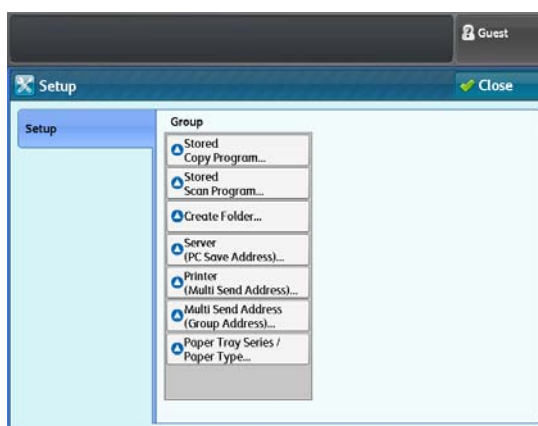 Guest
Setup
Close
Setup
Group
Stored
Copy Program...
Stored
Scan Program...
Create Folder...
Server
(PC Save Address)...
Printer
(Multi Send Address)...
Multi Send Address
(Group Address)...
Paper Tray Series /
Paper Type...